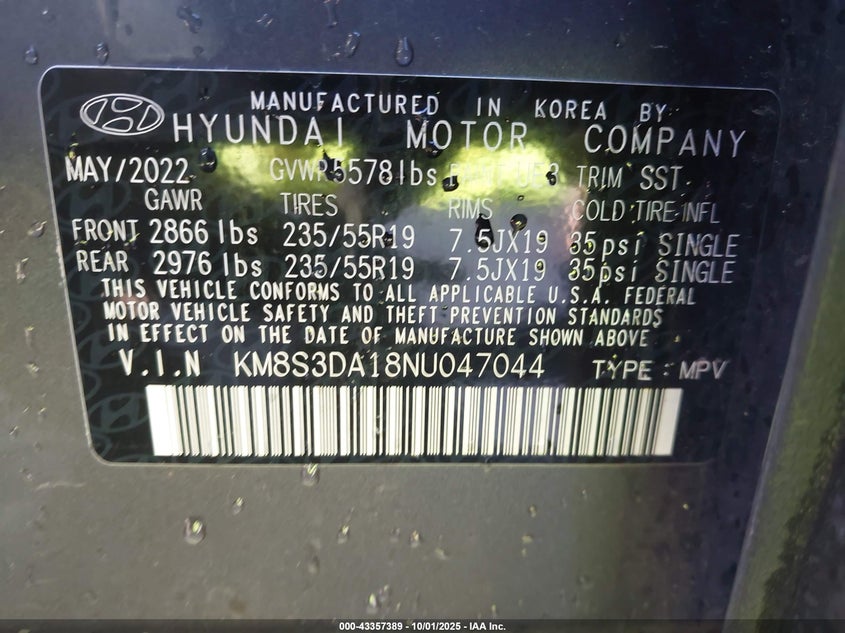 MANUFACTURED IN KOREA BY
HYUNDAI MOTOR COMPANY
MAY/2022 GVWR 5578lbs PAINT TRIM SST
GAWR TIRES RIMS COLD TIRE INFL
FRONT 2866 lbs 235/55R19 7.5JX19 35psi SINGLE
REAR 2976 lbs 235/55R19 7.5JX19 35psi SINGLE
THIS VEHICLE CONFORMS TO ALL APPLICABLE U.S.A. FEDERAL
MOTOR VEHICLE SAFETY AND THEFT PREVENTION STANDARDS
IN EFFECT ON THE DATE OF MANUFACTURE SHOWN ABOVE
V.I.N KM8S3DA18NU047044 TYPE: MPV
000-43357389 - 10/01/2025 - IAA Inc.